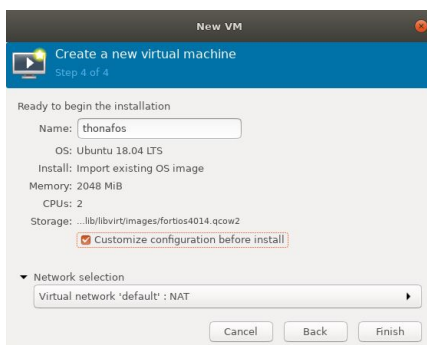 New VM
Create a new virtual machine
Step 4 of 4
Ready to begin the installation
Name: thonafos
OS: Ubuntu 18.04 LTS
Install: Import existing OS image
Memory: 2048 MiB
CPUs: 2
Storage: ...lib/libvirt/images/fortios4014.qcow2
Customize configuration before install
Network selection
Virtual network 'default' : NAT
Cancel Back Finish